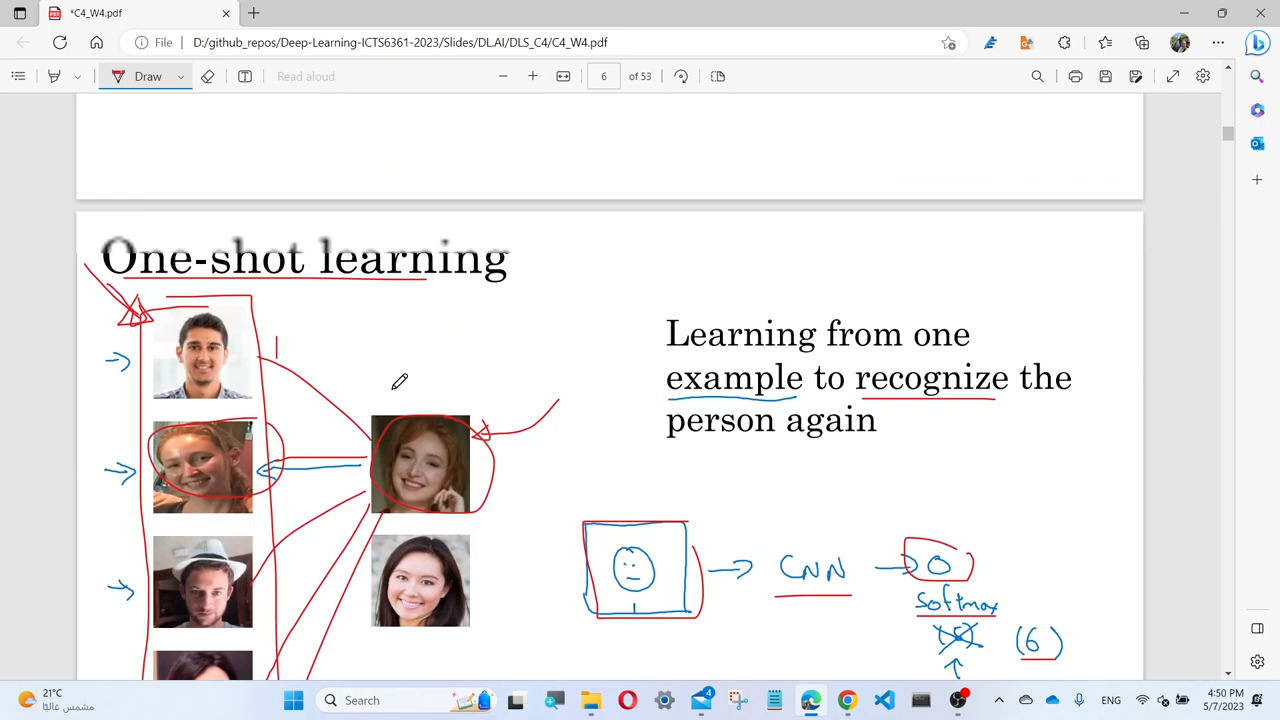 *C4_W4.pdf
File
D:/github_repos/Deep-Learning-ICTS6361-2023/Slides/DL.AI/DLS_C4/C4_W4.pdf
Draw
Read aloud
6
of 53
One-shot learning
Learning from one
example to recognize the
person again
CNN
softmax
(6)
21°C
مشمس غالبًا
Search
4
ENG
4:50 PM
5/7/2023